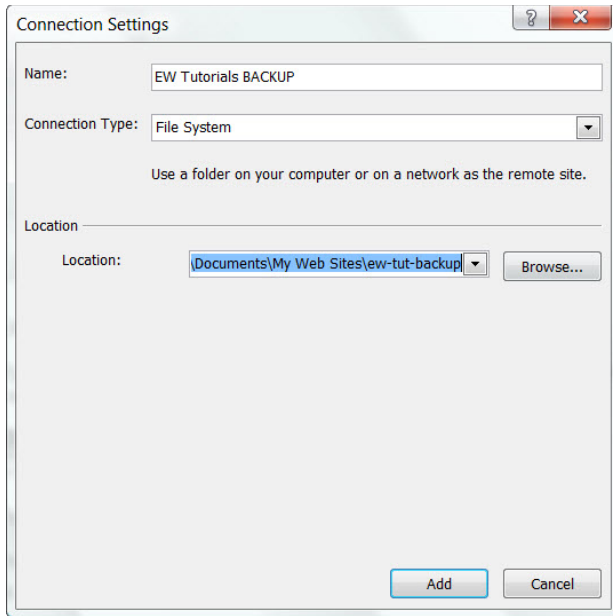 Connection Settings
Name: EW Tutorials BACKUP
Connection Type: File System
Use a folder on your computer or on a network as the remote site.
Location
Location: \Documents\My Web Sites\ew-tut-backup Browse...
Add Cancel